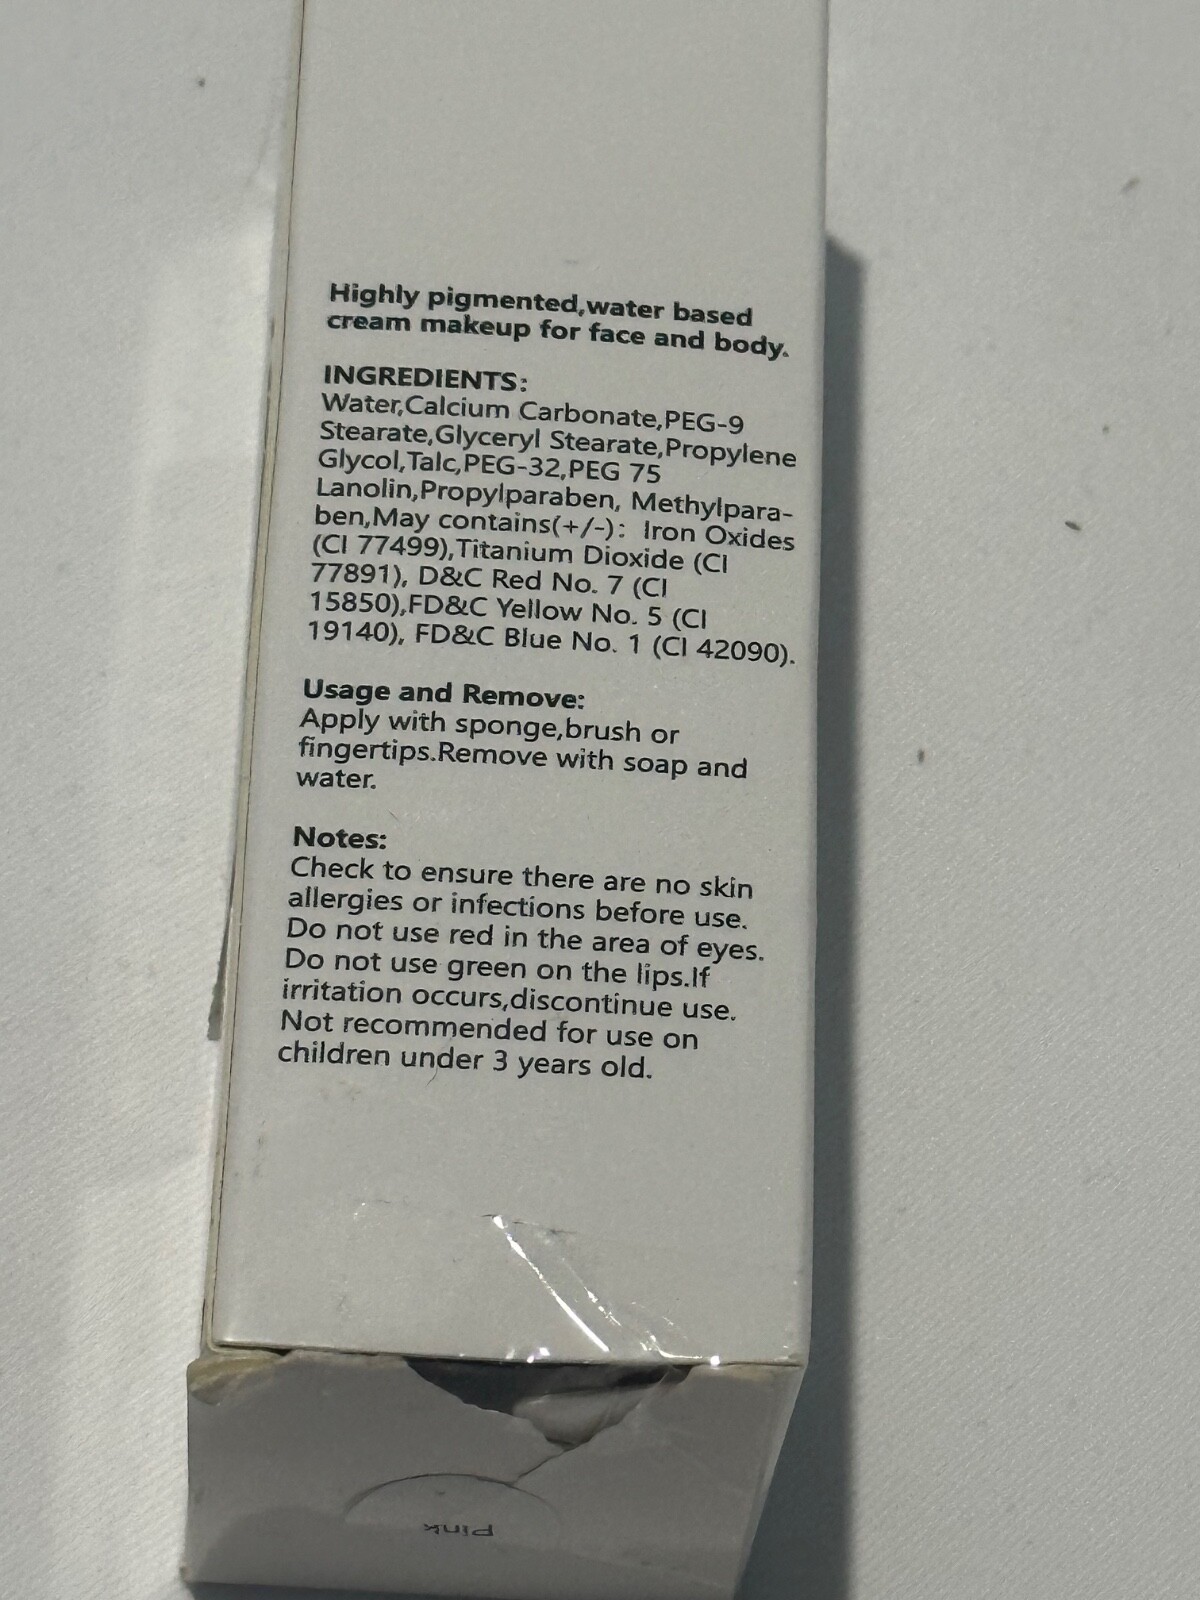 Highly pigmented,water based
cream makeup for face and body.
INGREDIENTS:
Water,Calcium Carbonate,PEG-9
Stearate,Glyceryl Stearate,Propylene
Glycol,Talc,PEG-32,PEG 75
Lanolin,Propylparaben, Methylpara-
ben,May contains(+/-): Iron Oxides
(CI 77499),Titanium Dioxide (CI
77891), D&C Red No. 7 (CI
15850),FD&C Yellow No. 5 (CI
19140), FD&C Blue No. 1 (CI 42090).
Usage and Remove:
Apply with sponge,brush or
fingertips.Remove with soap and
water.
Notes:
Check to ensure there are no skin
allergies or infections before use.
Do not use red in the area of eyes.
Do not use green on the lips.If
irritation occurs,discontinue use.
Not recommended for use on
children under 3 years old.
Pink